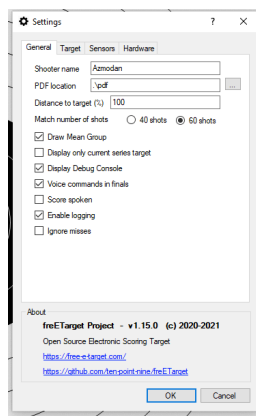 Settings
General Target Sensors Hardware
Shooter name Azmodan
PDF location .\pdf ...
Distance to target (%) 100
Match number of shots 40 shots 60 shots
Draw Mean Group
Display only current series target
Display Debug Console
Voice commands in finals
Score spoken
Enable logging
Ignore misses
About
freETarget Project - v1.15.0 (c) 2020-2021
Open Source Electronic Scoring Target
https://free-e-target.com/
https://github.com/ten-point-nine/freETarget
OK Cancel